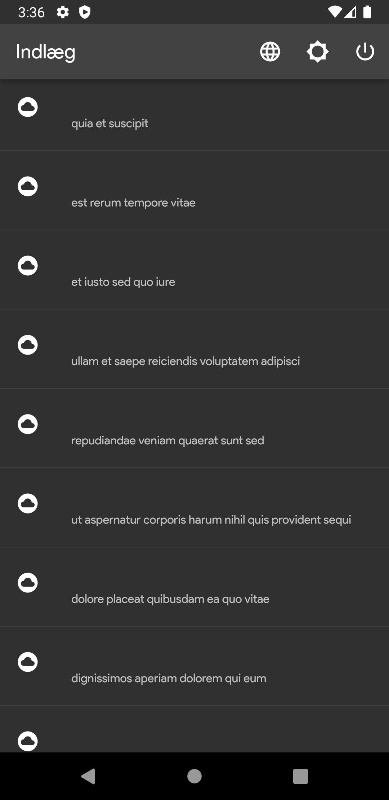 3:36
Indlæg
quia et suscipit
est rerum tempore vitae
et iusto sed quo iure
ullam et saepe reiciendis voluptatem adipisci
repudiandae veniam quaerat sunt sed
ut aspernatur corporis harum nihil quis provident sequi
dolore placeat quibusdam ea quo vitae
dignissimos aperiam dolorem qui eum